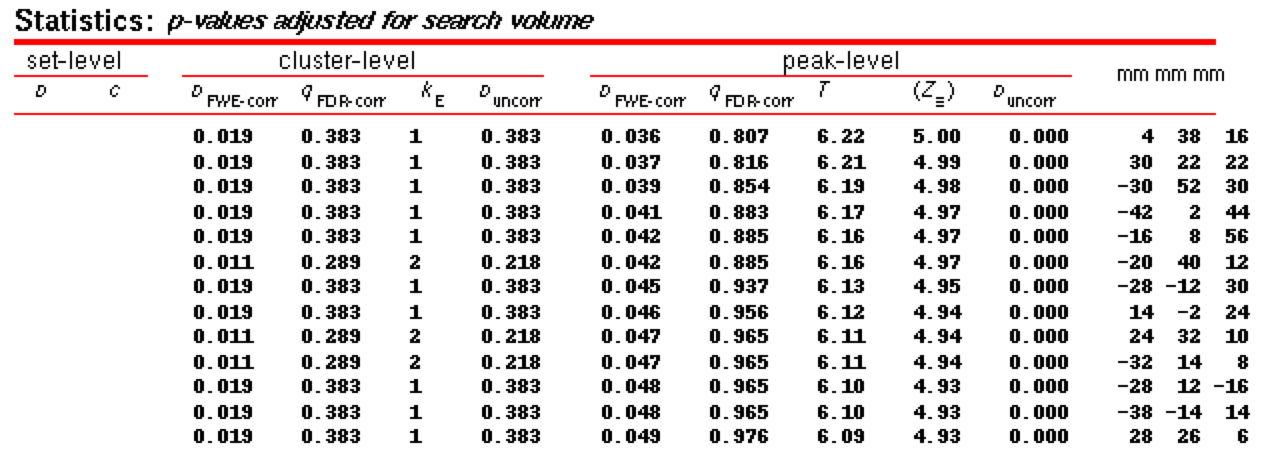 Statistics: p-values adjusted for search volume
set-level cluster-level peak-level mm mm mm
p c p FWE-corr q FDR-corr k E p uncorr p FWE-corr q FDR-corr T (Z≡) p uncorr
0.019 0.383 1 0.383 0.036 0.807 6.22 5.00 0.000 4 38 16
0.019 0.383 1 0.383 0.037 0.816 6.21 4.99 0.000 30 22 22
0.019 0.383 1 0.383 0.039 0.854 6.19 4.98 0.000 -30 52 30
0.019 0.383 1 0.383 0.041 0.883 6.17 4.97 0.000 -42 2 44
0.019 0.383 1 0.383 0.042 0.885 6.16 4.97 0.000 -16 8 56
0.011 0.289 2 0.218 0.042 0.885 6.16 4.97 0.000 -20 40 12
0.019 0.383 1 0.383 0.045 0.937 6.13 4.95 0.000 -28 -12 30
0.019 0.383 1 0.383 0.046 0.956 6.12 4.94 0.000 14 -2 24
0.011 0.289 2 0.218 0.047 0.965 6.11 4.94 0.000 24 32 10
0.011 0.289 2 0.218 0.047 0.965 6.11 4.94 0.000 -32 14 8
0.019 0.383 1 0.383 0.048 0.965 6.10 4.93 0.000 -28 12 -16
0.019 0.383 1 0.383 0.048 0.965 6.10 4.93 0.000 -38 -14 14
0.019 0.383 1 0.383 0.049 0.976 6.09 4.93 0.000 28 26 6